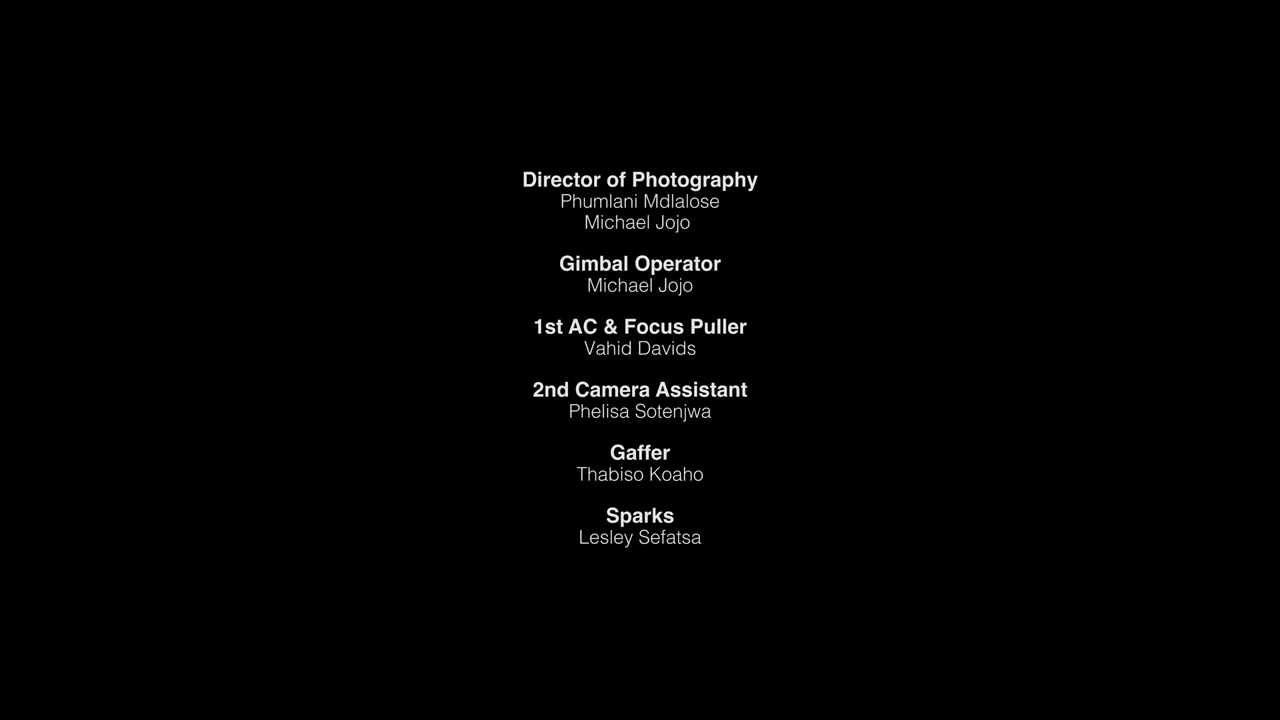 Director of Photography
Phumlani Mdlalose
Michael Jojo
Gimbal Operator
Michael Jojo
1st AC & Focus Puller
Vahid Davids
2nd Camera Assistant
Phelisa Sotenjwa
Gaffer
Thabiso Koaho
Sparks
Lesley Sefatsa